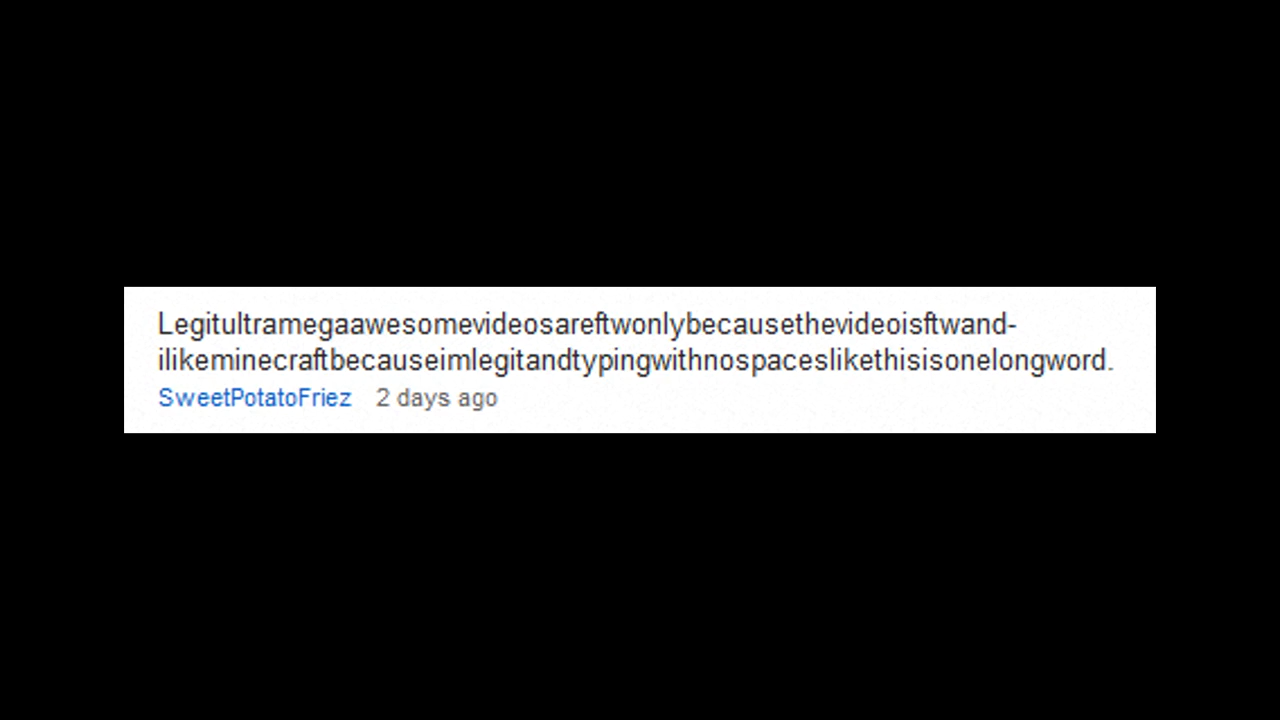 Legitultramegaawesomevideosareftwonlybecausethevideoisftwand-
ilikeminecraftbecauseimlegitandtypingwithnospaceslikethisisonelongword.
SweetPotatoFriez 2 days ago